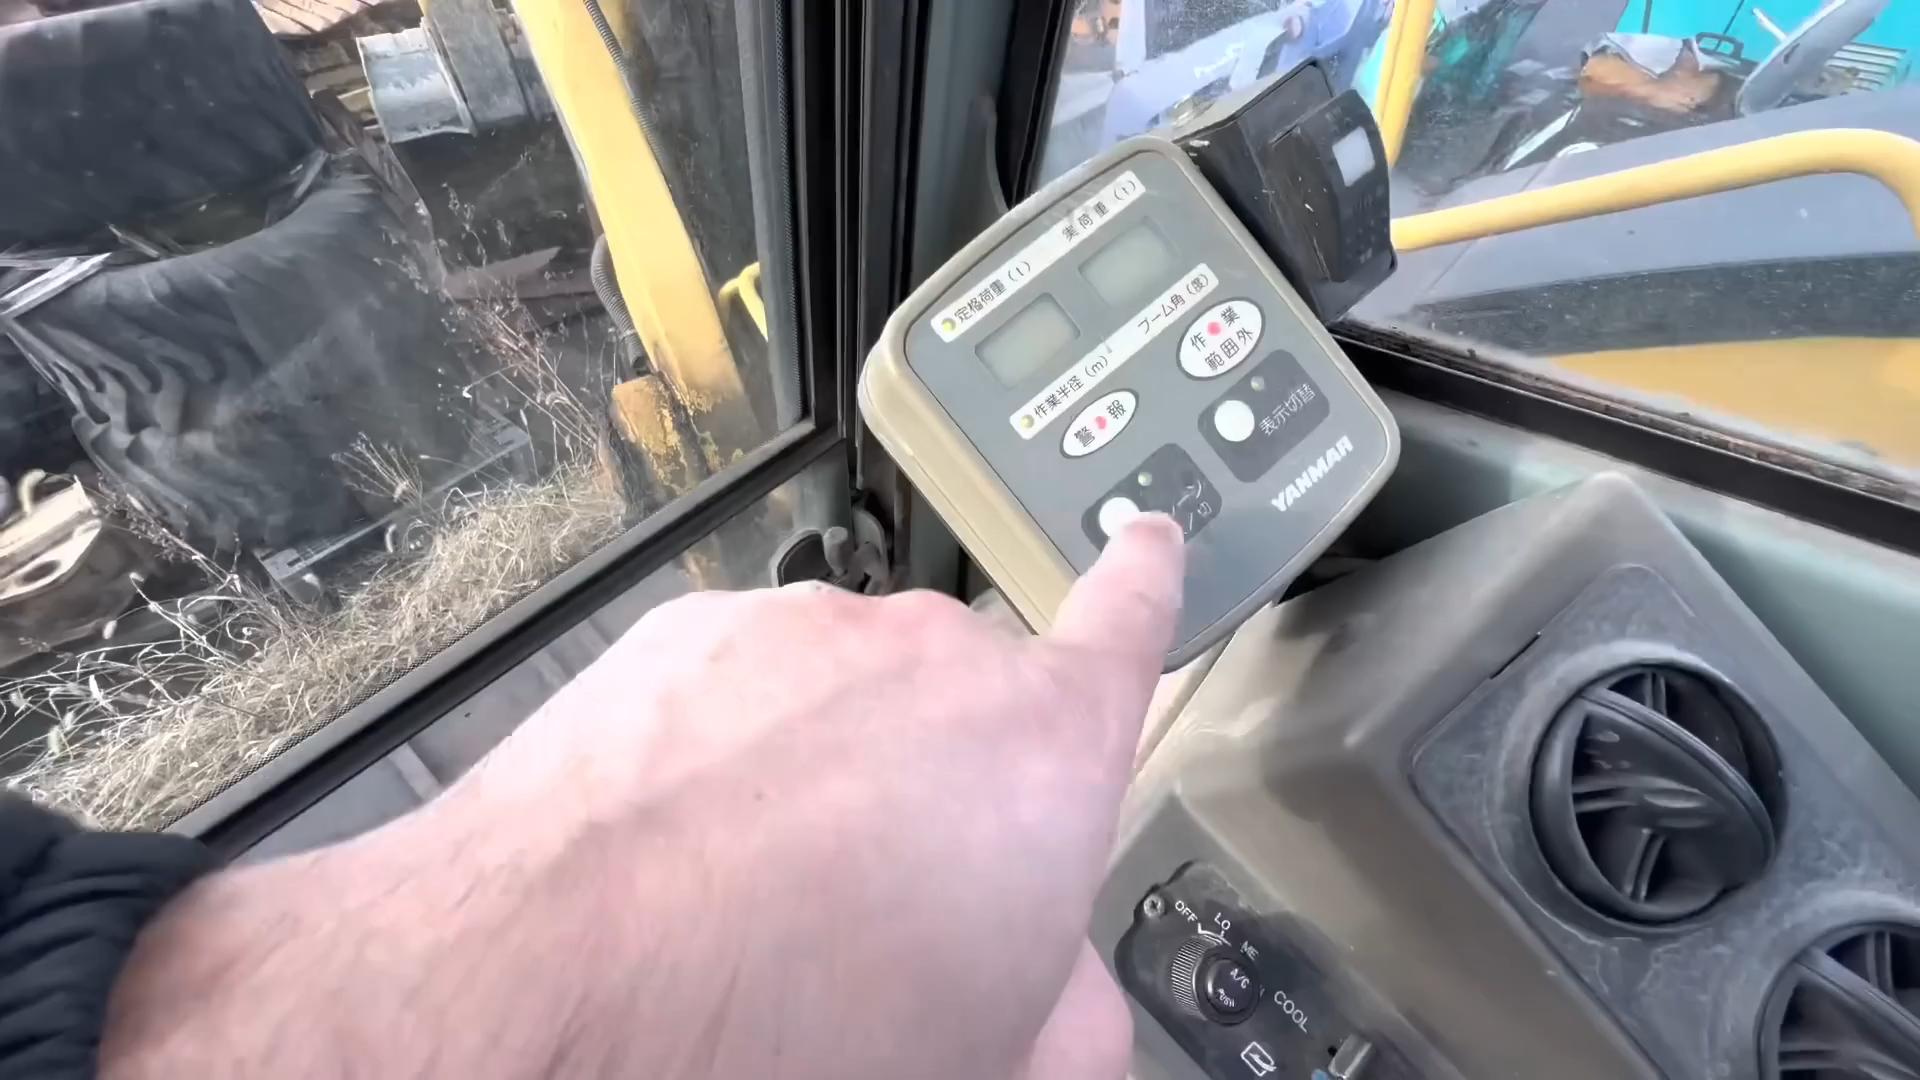 定格荷重(t)
実荷重(t)
作業半径(m)
ブーム角(度)
警報
作業
範囲外
表示切替
YANMAR
OFF
LO
ME
A/C
PUSH
COOL